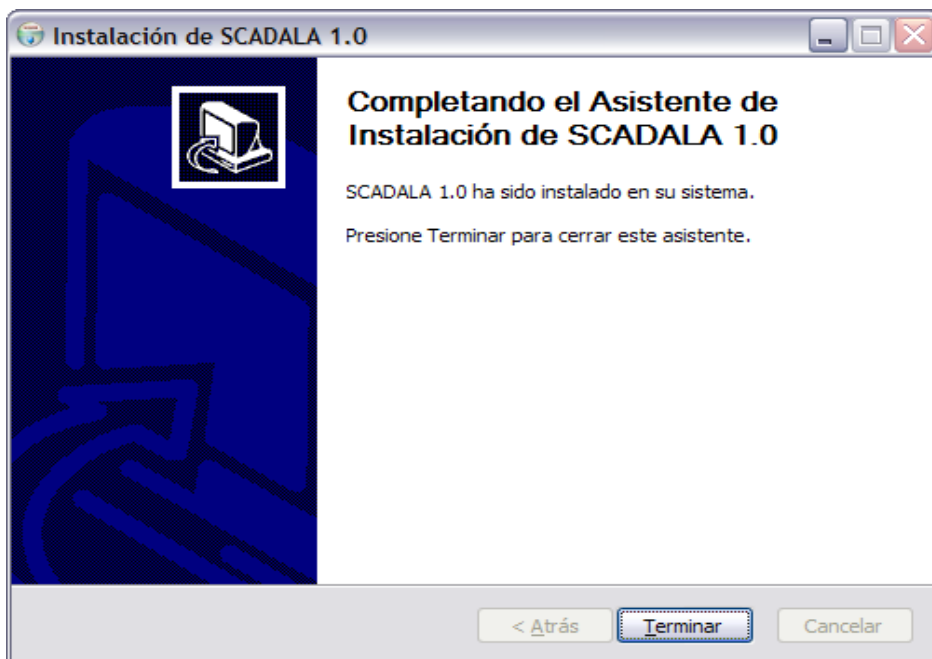 Instalación de SCADALA 1.0
Completando el Asistente de
Instalación de SCADALA 1.0
SCADALA 1.0 ha sido instalado en su sistema.
Presione Terminar para cerrar este asistente.
< Atrás
Terminar
Cancelar